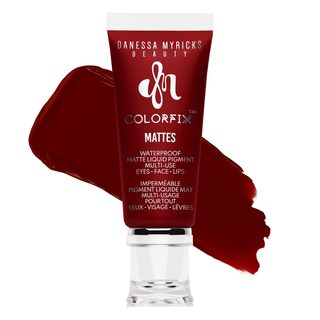 DANESSA MYRICKS
BEAUTY
COLORFIX™
MATTES
WATERPROOF
MATTE LIQUID PIGMENT
MULTI-USE
EYES • FACE • LIPS
IMPERMÉABLE
PIGMENT LIQUIDE MAT
MULTI-USAGE
POUR TOUT
YEUX • VISAGE • LÈVRES